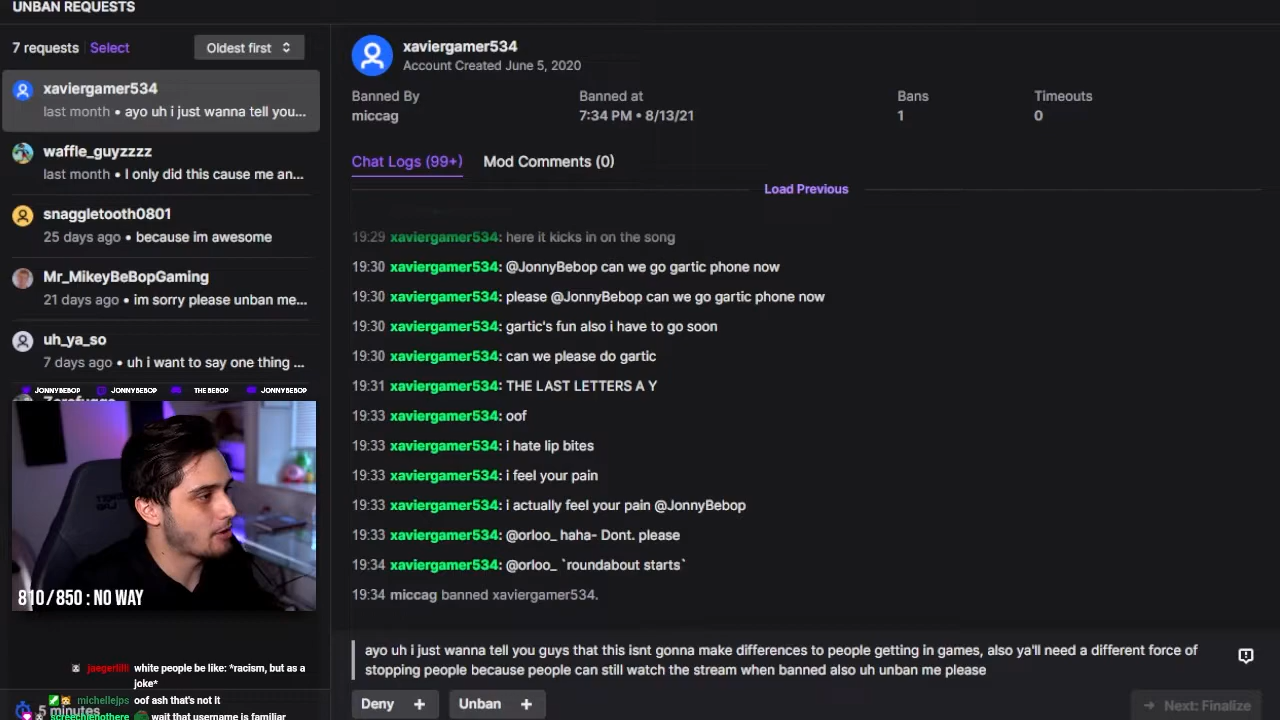 UNBAN REQUESTS
7 requests Select Oldest first
xaviergamer534
last month • ayo uh i just wanna tell you...
waffle_guyzzzz
last month • I only did this cause me an...
snaggletooth0801
25 days ago • because im awesome
Mr_MikeyBeBopGaming
21 days ago • im sorry please unban me...
uh_ya_so
7 days ago • uh i want to say one thing ...
JONNYBEBOP JONNYBEBOP THE BEBOP JONNYBEBOP
810/850 : NO WAY
jaegerlilli white people be like: *racism, but as a
joke*
michellejps oof ash that's not it
5 minutes
screechienothere wait that username is familiar
xaviergamer534
Account Created June 5, 2020
Banned By Banned at Bans Timeouts
miccag 7:34 PM • 8/13/21 1 0
Chat Logs (99+) Mod Comments (0)
Load Previous
19:29 xaviergamer534: here it kicks in on the song
19:30 xaviergamer534: @JonnyBebop can we go gartic phone now
19:30 xaviergamer534: please @JonnyBebop can we go gartic phone now
19:30 xaviergamer534: gartic's fun also i have to go soon
19:30 xaviergamer534: can we please do gartic
19:31 xaviergamer534: THE LAST LETTERS A Y
19:33 xaviergamer534: oof
19:33 xaviergamer534: i hate lip bites
19:33 xaviergamer534: i feel your pain
19:33 xaviergamer534: i actually feel your pain @JonnyBebop
19:33 xaviergamer534: @orloo_ haha- Dont. please
19:34 xaviergamer534: @orloo_ `roundabout starts`
19:34 miccag banned xaviergamer534.
ayo uh i just wanna tell you guys that this isnt gonna make differences to people getting in games, also ya'll need a different force of
stopping people because people can still watch the stream when banned also uh unban me please
Deny + Unban + Next: Finalize